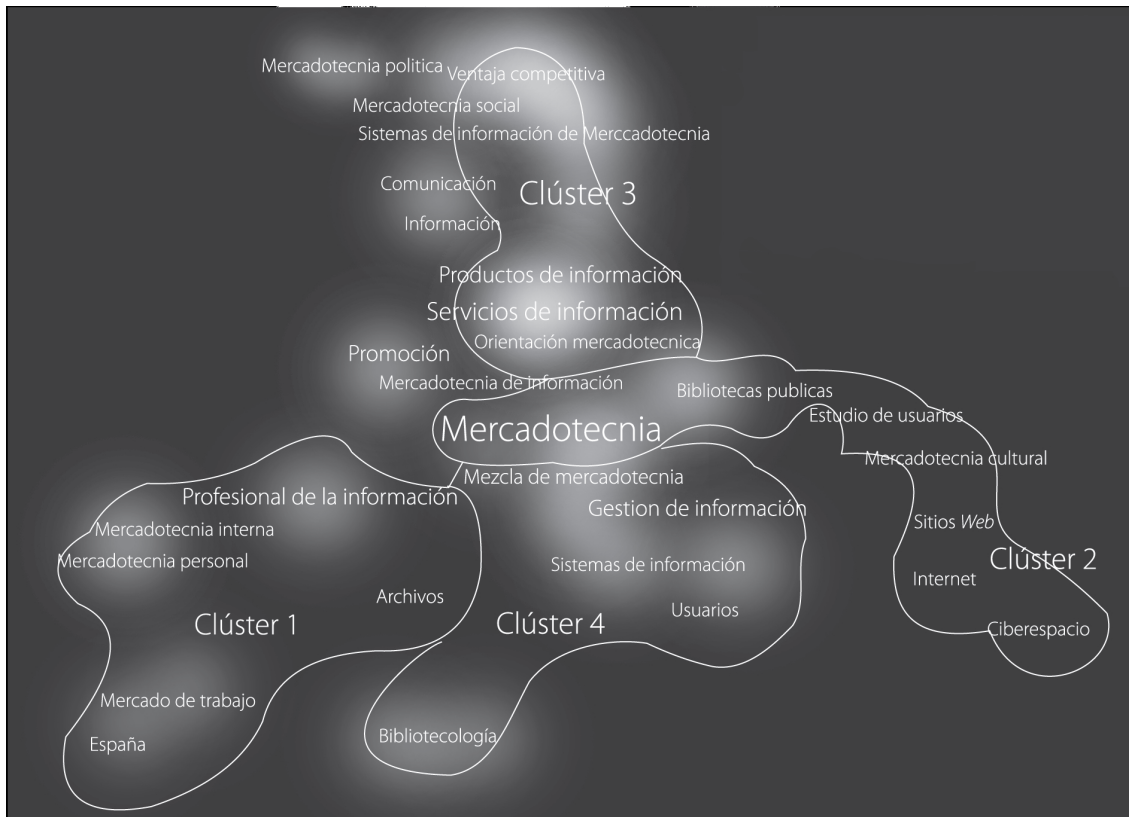 Mercadotecnia politica
Ventaja competitiva
Mercadotecnia social
Sistemas de información de Merccadotecnia
Comunicación
Clúster 3
Información
Productos de información
Servicios de información
Orientación mercadotecnica
Promoción
Mercadotecnia de información
Bibliotecas publicas
Estudio de usuarios
Mercadotecnia
Mercadotecnia cultural
Mezcla de mercadotecnia
Profesional de la información
Gestion de información
Mercadotecnia interna
Sitios Web
Mercadotecnia personal
Sistemas de información
Clúster 2
Internet
Archivos
Usuarios
Clúster 1
Clúster 4
Ciberespacio
Mercado de trabajo
Bibliotecología
España